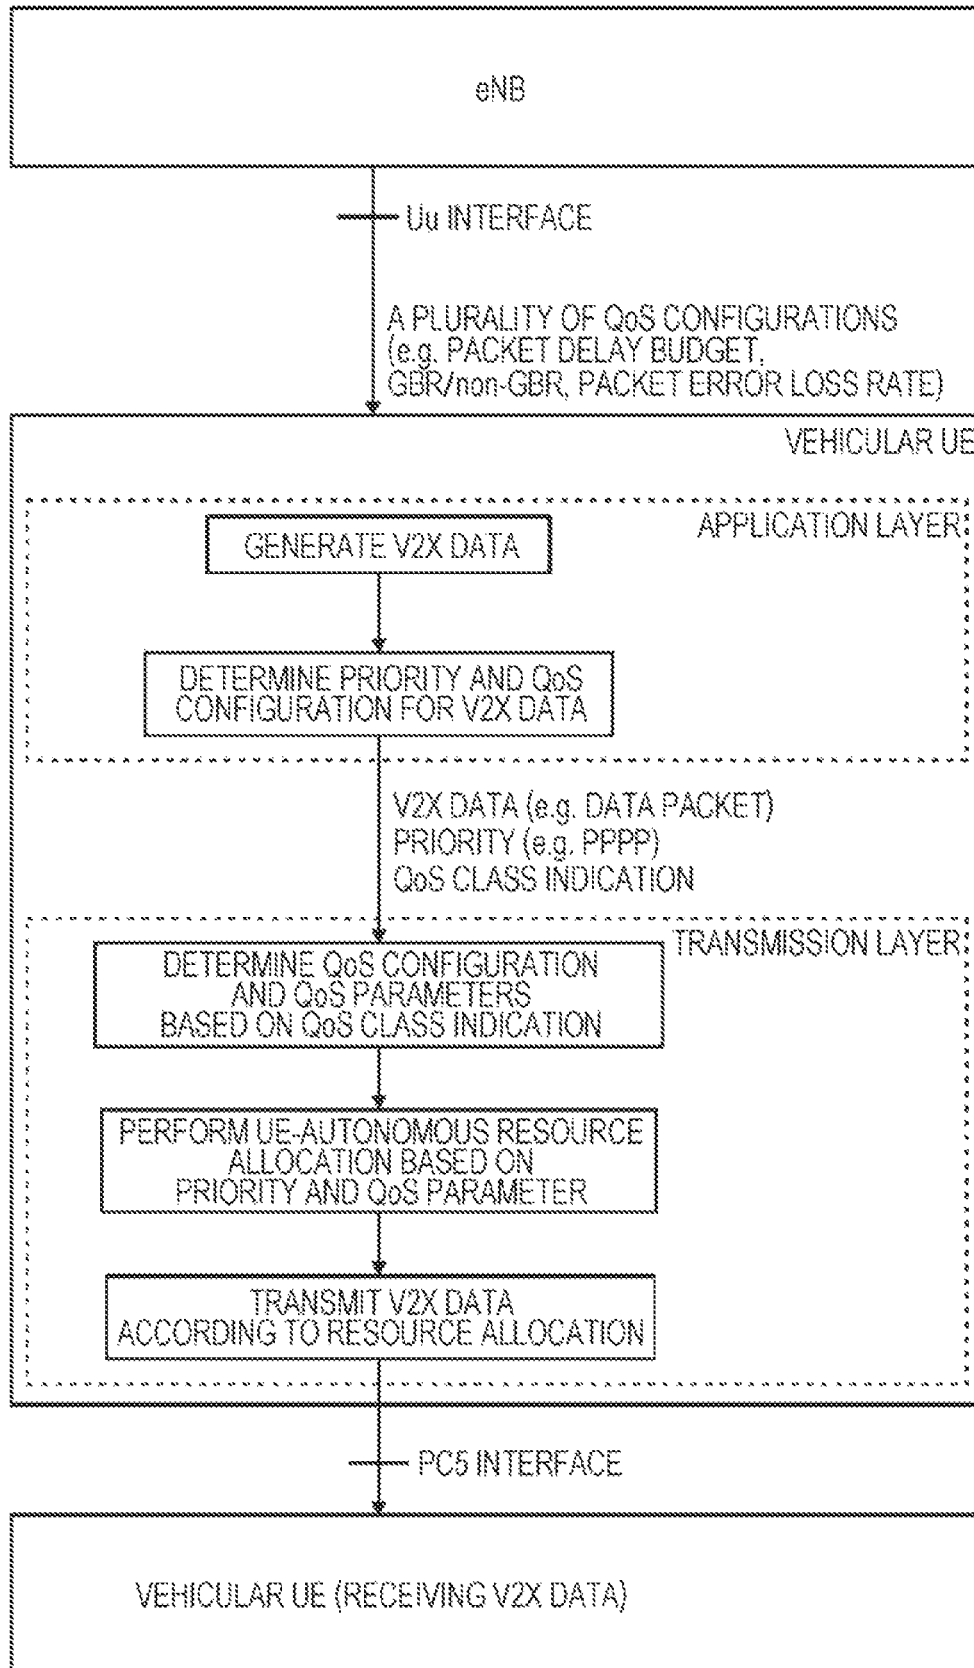 eNB
Uu INTERFACE
A PLURALITY OF QoS CONFIGURATIONS
(e.g. PACKET DELAY BUDGET,
GBR/non-GBR, PACKET ERROR LOSS RATE)
VEHICULAR UE
APPLICATION LAYER
GENERATE V2X DATA
DETERMINE PRIORITY AND QoS
CONFIGURATION FOR V2X DATA
V2X DATA (e.g. DATA PACKET)
PRIORITY (e.g. PPPP)
QoS CLASS INDICATION
TRANSMISSION LAYER
DETERMINE QoS CONFIGURATION
AND QoS PARAMETERS
BASED ON QoS CLASS INDICATION
PERFORM UE-AUTONOMOUS RESOURCE
ALLOCATION BASED ON
PRIORITY AND QoS PARAMETER
TRANSMIT V2X DATA
ACCORDING TO RESOURCE ALLOCATION
PC5 INTERFACE
VEHICULAR UE (RECEIVING V2X DATA)